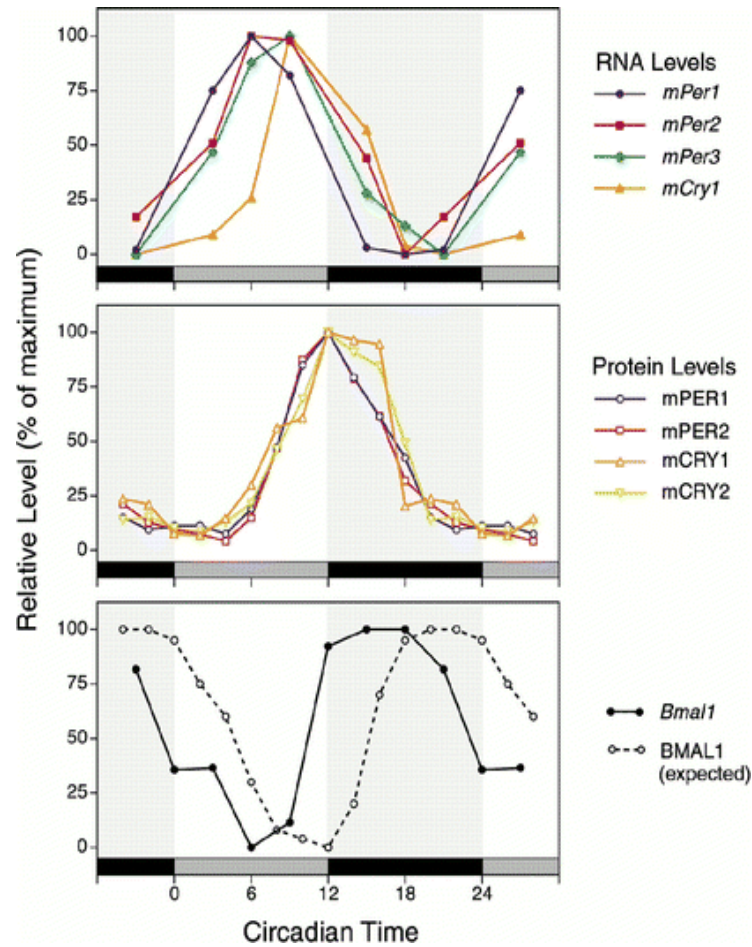 100
75
50
25
0
RNA Levels
mPer1
mPer2
mPer3
mCry1
Relative Level (% of maximum)
100
75
50
25
0
Protein Levels
mPER1
mPER2
mCRY1
mCRY2
100
75
50
25
0
Bmal1
BMAL1
(expected)
0 6 12 18 24
Circadian Time